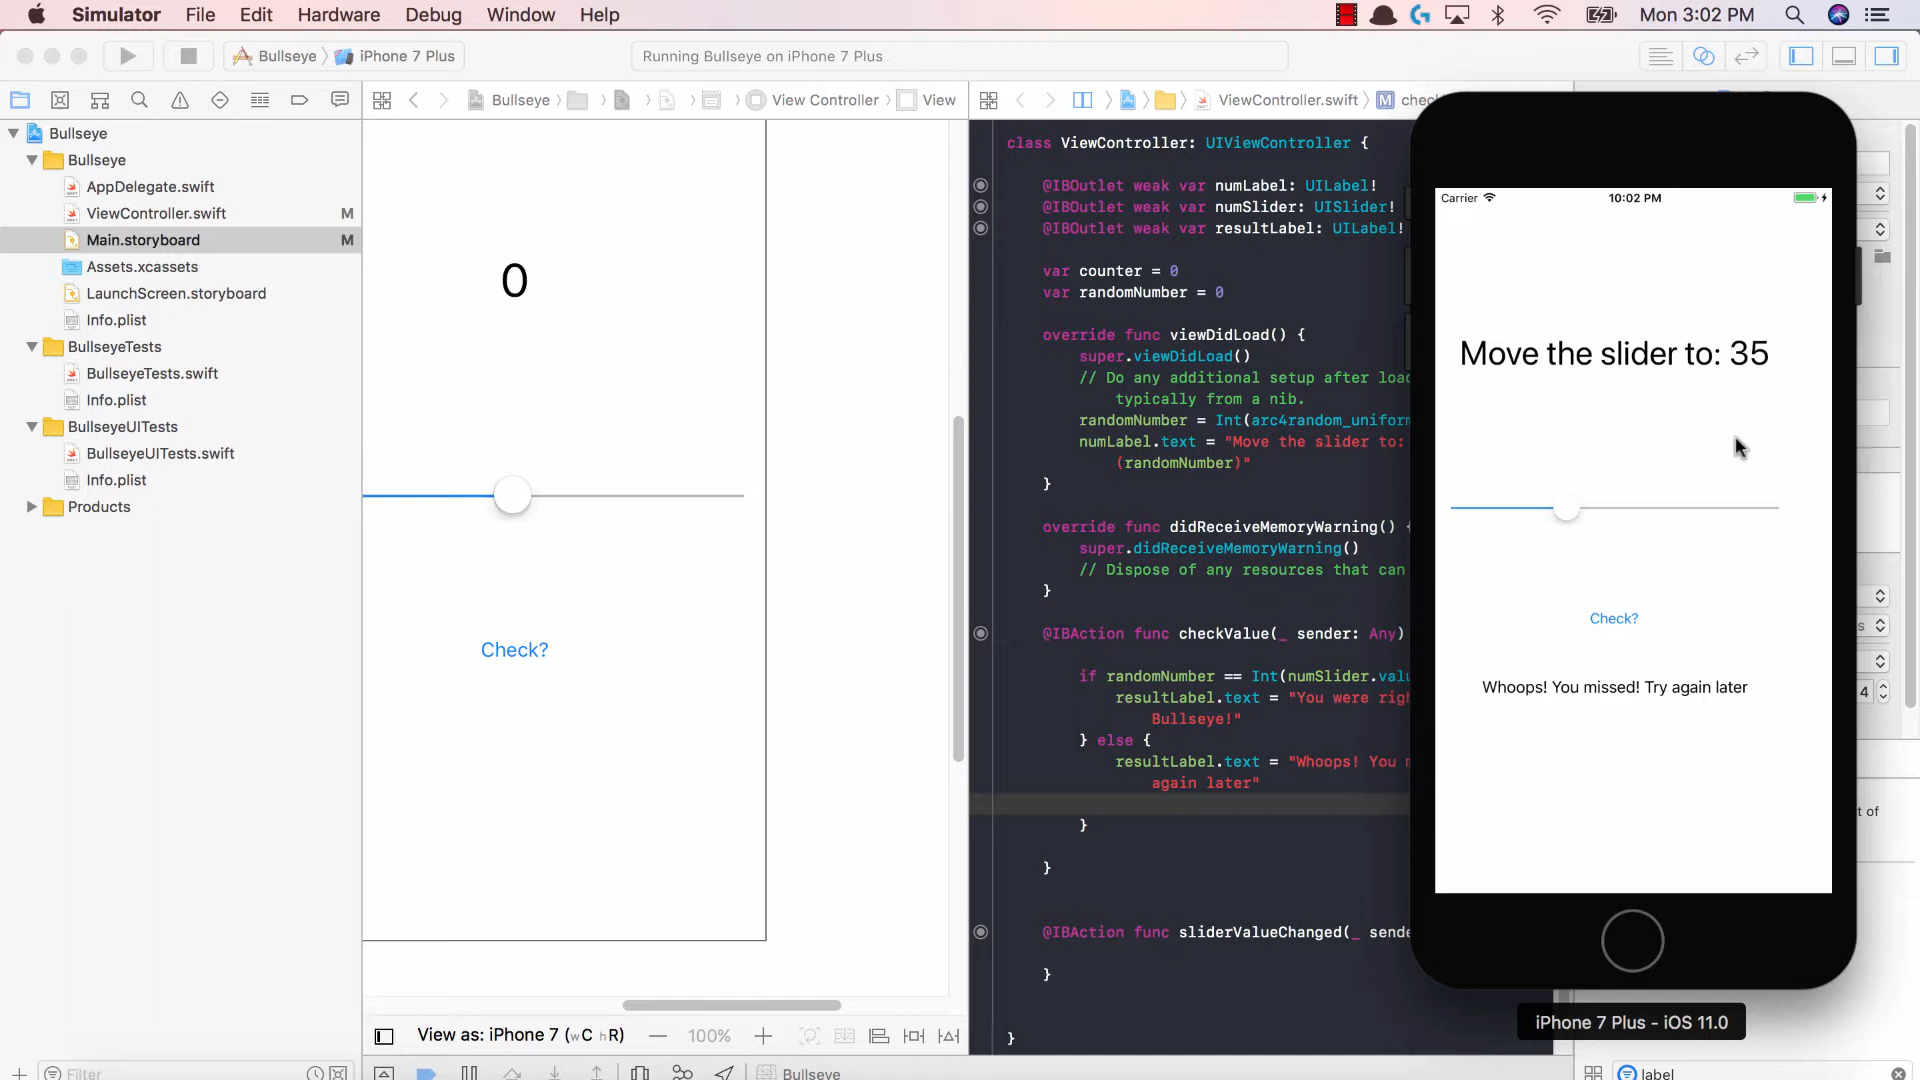 Simulator File Edit Hardware Debug Window Help Mon 3:02 PM
Bullseye iPhone 7 Plus Running Bullseye on iPhone 7 Plus
Bullseye View Controller View ViewController.swift M
Bullseye
Bullseye
AppDelegate.swift
ViewController.swift M
Main.storyboard M
Assets.xcassets
LaunchScreen.storyboard
Info.plist
BullseyeTests
BullseyeTests.swift
Info.plist
BullseyeUITests
BullseyeUITests.swift
Info.plist
Products
Filter
0
Check?
View as: iPhone 7 (wC hR) 100%
Bullseye
class ViewController: UIViewController {
@IBOutlet weak var numLabel: UILabel!
@IBOutlet weak var numSlider: UISlider!
@IBOutlet weak var resultLabel: UILabel!
var counter = 0
var randomNumber = 0
override func viewDidLoad() {
super.viewDidLoad()
// Do any additional setup after load
typically from a nib.
randomNumber = Int(arc4random_uniform
numLabel.text = "Move the slider to:
(randomNumber)"
}
override func didReceiveMemoryWarning() {
super.didReceiveMemoryWarning()
// Dispose of any resources that can
}
@IBAction func checkValue(_ sender: Any)
if randomNumber == Int(numSlider.valu
resultLabel.text = "You were righ
Bullseye!"
} else {
resultLabel.text = "Whoops! You m
again later"
}
}
@IBAction func sliderValueChanged(_ sende
}
}
Carrier 10:02 PM
Move the slider to: 35
Check?
Whoops! You missed! Try again later
iPhone 7 Plus - iOS 11.0
s
4
t of
label